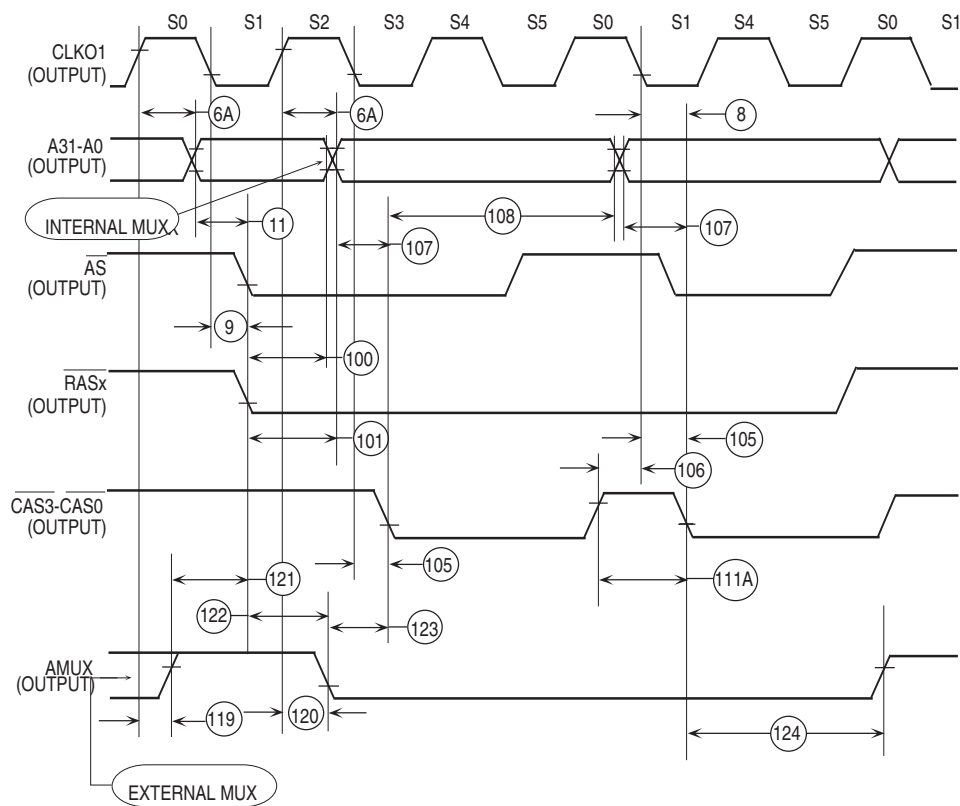 S0 S1 S2 S3 S4 S5 S0 S1 S4 S5 S0 S1
CLKO1
(OUTPUT)
6A 6A 8
A31-A0
(OUTPUT)
INTERNAL MUX
11 108
107 107
AS
(OUTPUT)
9
100
RASx
(OUTPUT)
101 105
106
CAS3-CAS0
(OUTPUT)
121 105 111A
122 123
AMUX
(OUTPUT)
119 120 124
EXTERNAL MUX